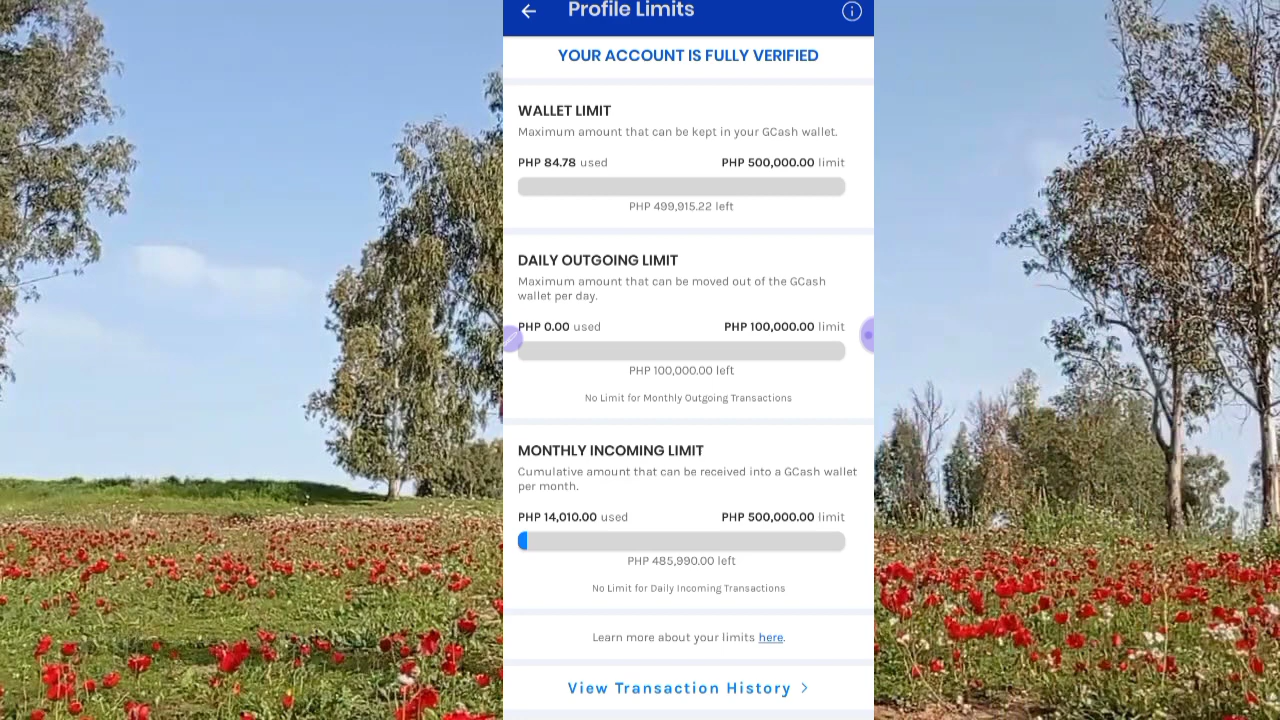 Profile Limits
YOUR ACCOUNT IS FULLY VERIFIED
WALLET LIMIT
Maximum amount that can be kept in your GCash wallet.
PHP 84.78 used PHP 500,000.00 limit
PHP 499,915.22 left
DAILY OUTGOING LIMIT
Maximum amount that can be moved out of the GCash
wallet per day.
PHP 0.00 used PHP 100,000.00 limit
PHP 100,000.00 left
No Limit for Monthly Outgoing Transactions
MONTHLY INCOMING LIMIT
Cumulative amount that can be received into a GCash wallet
per month.
PHP 14,010.00 used PHP 500,000.00 limit
PHP 485,990.00 left
No Limit for Daily Incoming Transactions
Learn more about your limits here.
View Transaction History